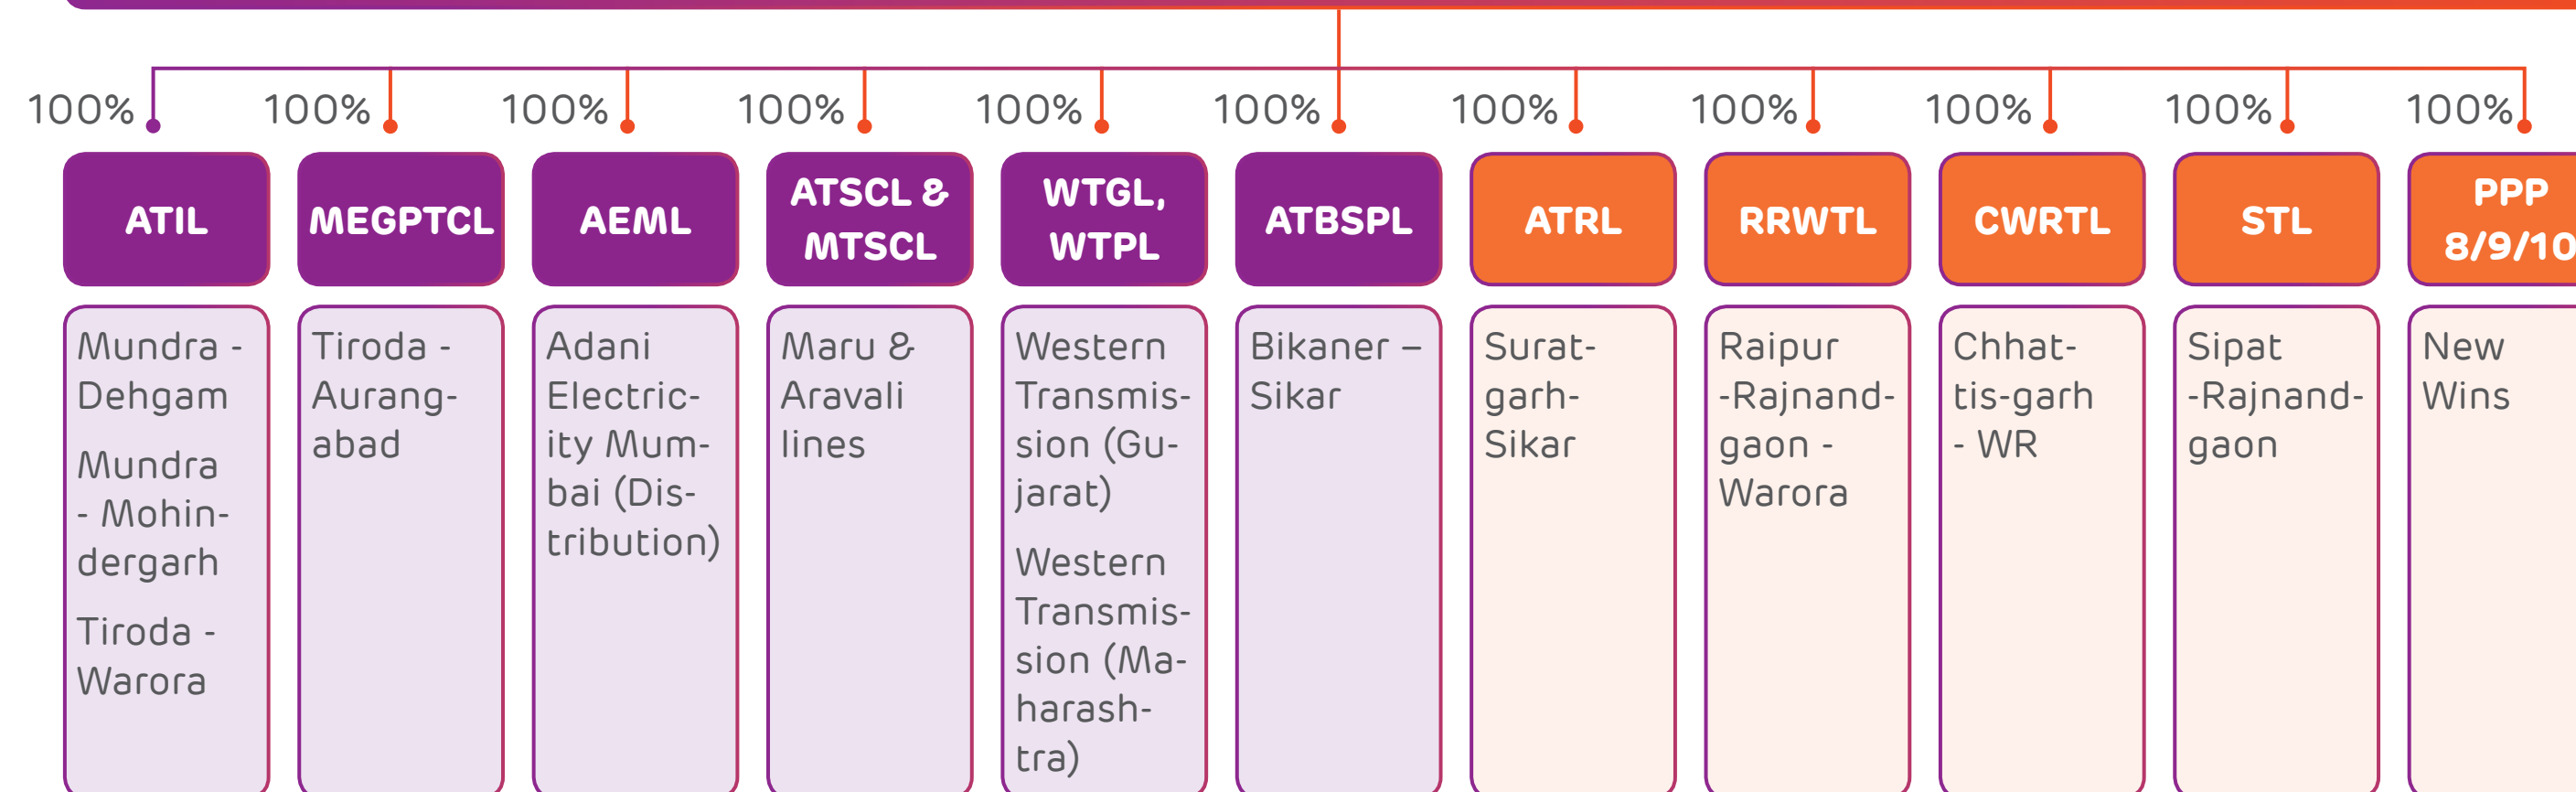 100% 100% 100% 100% 100% 100% 100% 100% 100% 100% 100%
ATIL
MEGPTCL
AEML
ATSCL &
MTSCL
WTGL,
WTPL
ATBSPL
ATRL
RRWTL
CWRTL
STL
PPP
8/9/10
Mundra -
Dehgam
Mundra
- Mohin-
dergarh
Tiroda -
Warora
Tiroda -
Aurang-
abad
Adani
Electric-
ity Mum-
bai (Dis-
tribution)
Maru &
Aravali
lines
Western
Transmis-
sion (Gu-
jarat)
Western
Transmis-
sion (Ma-
harash-
tra)
Bikaner –
Sikar
Surat-
garh-
Sikar
Raipur
-Rajnand-
gaon -
Warora
Chhat-
tis-garh
- WR
Sipat
-Rajnand-
gaon
New
Wins